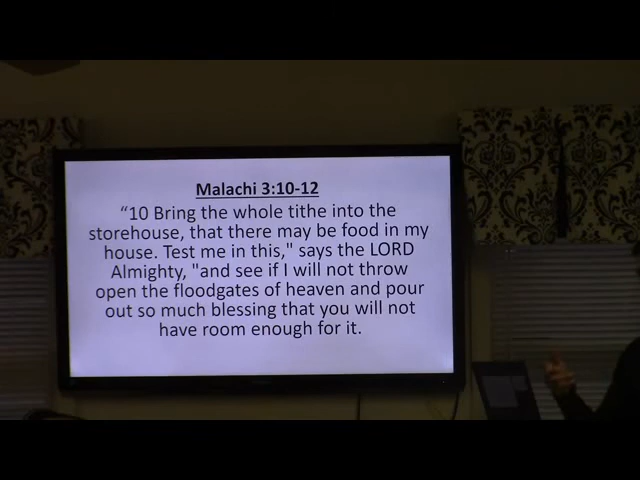 Malachi 3:10-12
“10 Bring the whole tithe into the
storehouse, that there may be food in my
house. Test me in this," says the LORD
Almighty, "and see if I will not throw
open the floodgates of heaven and pour
out so much blessing that you will not
have room enough for it.